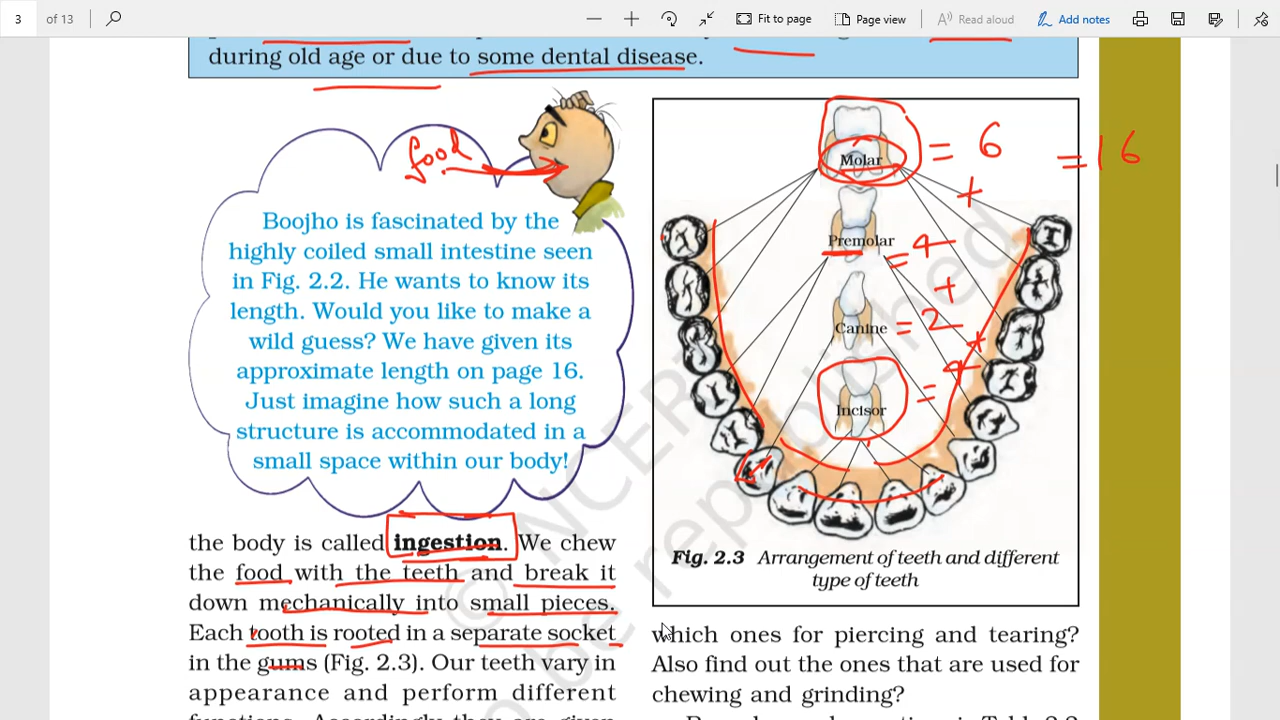 3 of 13
Fit to page
Page view
Read aloud
Add notes
during old age or due to some dental disease.
food
Boojho is fascinated by the
highly coiled small intestine seen
in Fig. 2.2. He wants to know its
length. Would you like to make a
wild guess? We have given its
approximate length on page 16.
Just imagine how such a long
structure is accommodated in a
small space within our body!
the body is called ingestion. We chew
the food with the teeth and break it
down mechanically into small pieces.
Each tooth is rooted in a separate socket
in the gums (Fig. 2.3). Our teeth vary in
appearance and perform different
Molar = 6 = 16
+
Premolar = 4
+
Canine = 2
+
Incisor = 4
Fig. 2.3 Arrangement of teeth and different
type of teeth
which ones for piercing and tearing?
Also find out the ones that are used for
chewing and grinding?
© NCERT
be republished